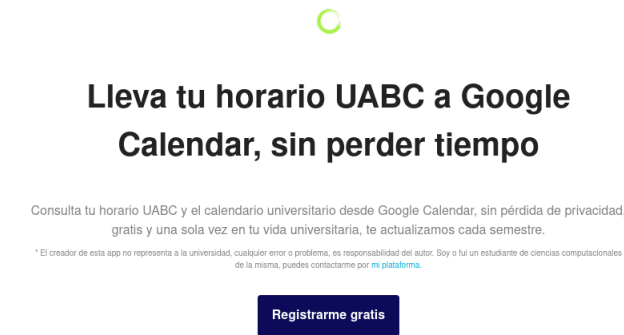 Lleva tu horario UABC a Google
Calendar, sin perder tiempo
Consulta tu horario UABC y el calendario universitario desde Google Calendar, sin pérdida de privacidad,
gratis y una sola vez en tu vida universitaria, te actualizamos cada semestre.
* El creador de esta app no representa a la universidad, cualquier error o problema, es responsabilidad del autor. Soy o fui un estudiante de ciencias computacionales
de la misma, puedes contactarme por mi plataforma.
Registrarme gratis